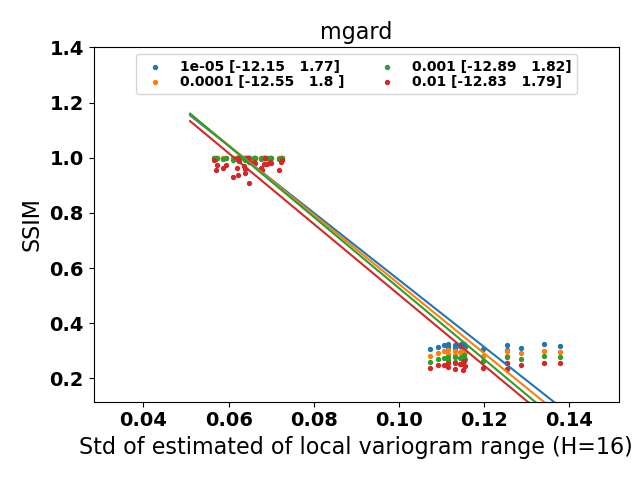 mgard
1e-05 [-12.15 1.77]
0.0001 [-12.55 1.8 ]
0.001 [-12.89 1.82]
0.01 [-12.83 1.79]
SSIM
1.4
1.2
1.0
0.8
0.6
0.4
0.2
0.04 0.06 0.08 0.10 0.12 0.14
Std of estimated of local variogram range (H=16)